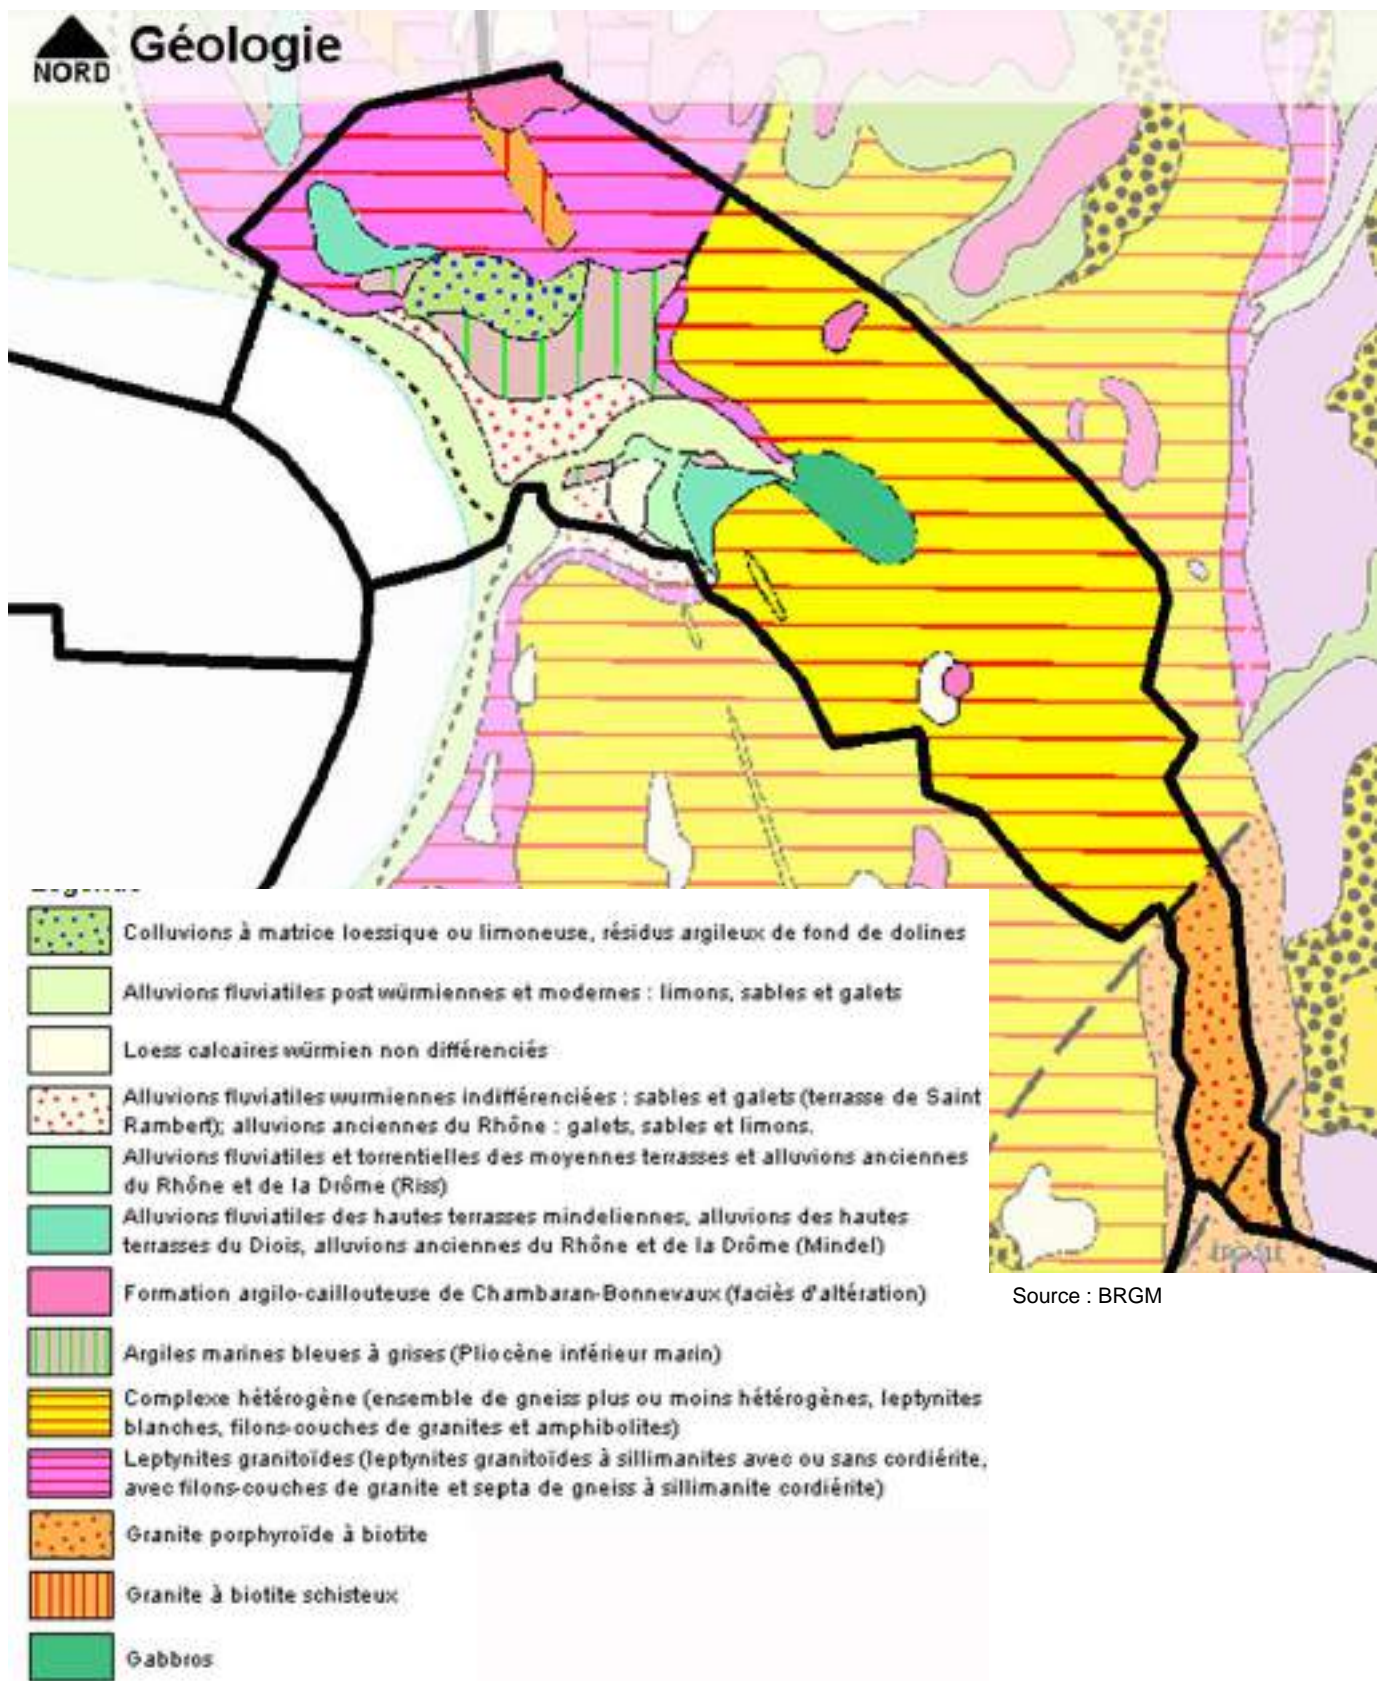 Géologie
NORD
Légende
Colluvions à matrice loessique ou limoneuse, résidus argileux de fond de dolines
Alluvions fluviatiles post würmiennes et modernes : limons, sables et galets
Loess calcaires würmien non différenciés
Alluvions fluviatiles wurmiennes indifférenciées : sables et galets (terrasse de Saint
Rambert); alluvions anciennes du Rhône : galets, sables et limons.
Alluvions fluviatiles et torrentielles des moyennes terrasses et alluvions anciennes
du Rhône et de la Drôme (Riss)
Alluvions fluviatiles des hautes terrasses mindeliennes, alluvions des hautes
terrasses du Diois, alluvions anciennes du Rhône et de la Drôme (Mindel)
Formation argilo-caillouteuse de Chambaran-Bonnevaux (faciès d'altération)
Source : BRGM
Argiles marines bleues à grises (Pliocène inférieur marin)
Complexe hétérogène (ensemble de gneiss plus ou moins hétérogènes, leptynites
blanches, filons-couches de granites et amphibolites)
Leptynites granitoïdes (leptynites granitoïdes à sillimanites avec ou sans cordiérite,
avec filons-couches de granite et septa de gneiss à sillimanite cordiérite)
Granite porphyroïde à biotite
Granite à biotite schisteux
Gabbros